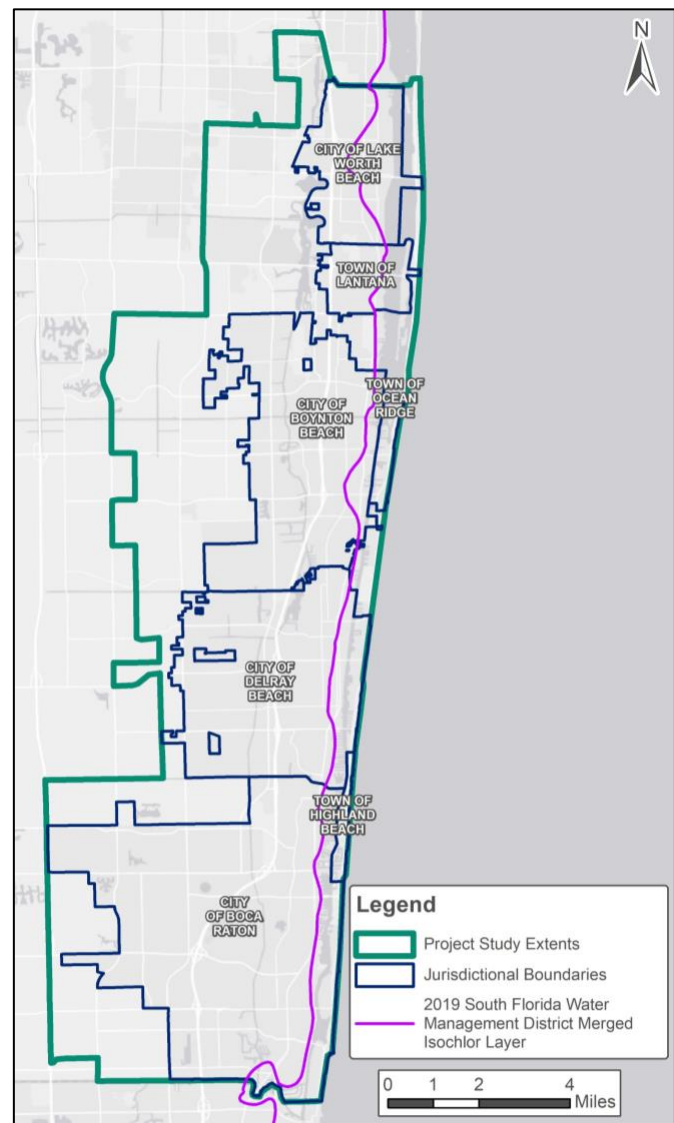 N
CITY OF LAKE
WORTH
BEACH
TOWN OF
LANTANA
TOWN OF
OCEAN
RIDGE
CITY OF
BOYNTON
BEACH
CITY OF
DELRAY
BEACH
TOWN OF
HIGHLAND
BEACH
CITY
OF BOCA
RATON
Legend
Project Study Extents
Jurisdictional Boundaries
2019 South Florida Water
Management District Merged
Isochlor Layer
0 1 2 4
Miles